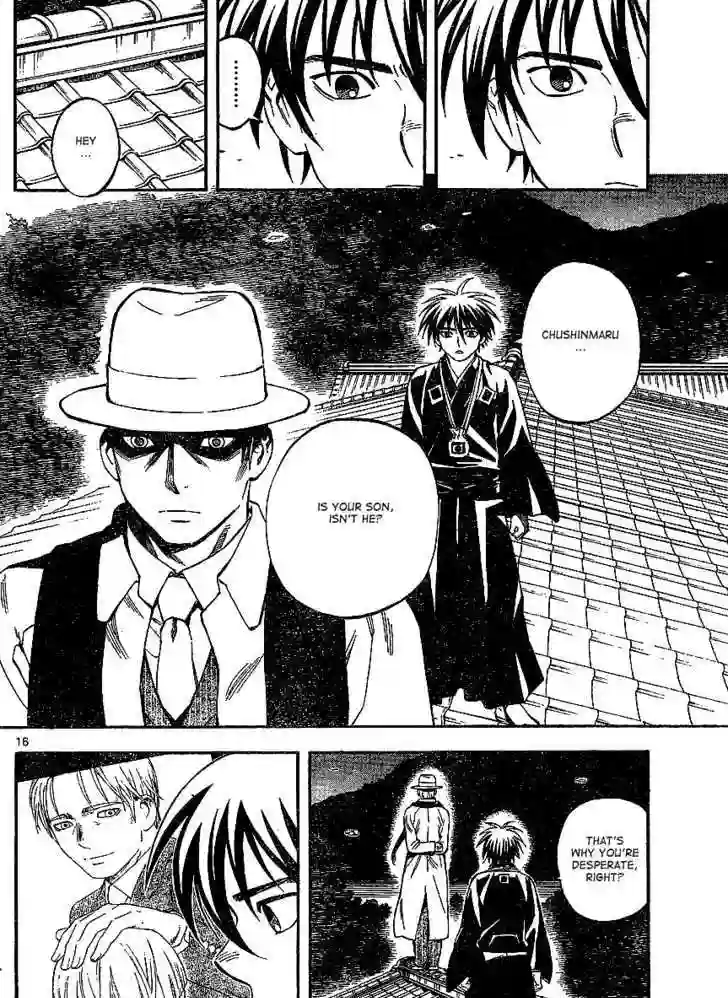 HEY
...
.........
CHUSHINMARU
...
IS YOUR SON,
ISN'T HE?
16
THAT'S
WHY YOU'RE
DESPERATE,
RIGHT?